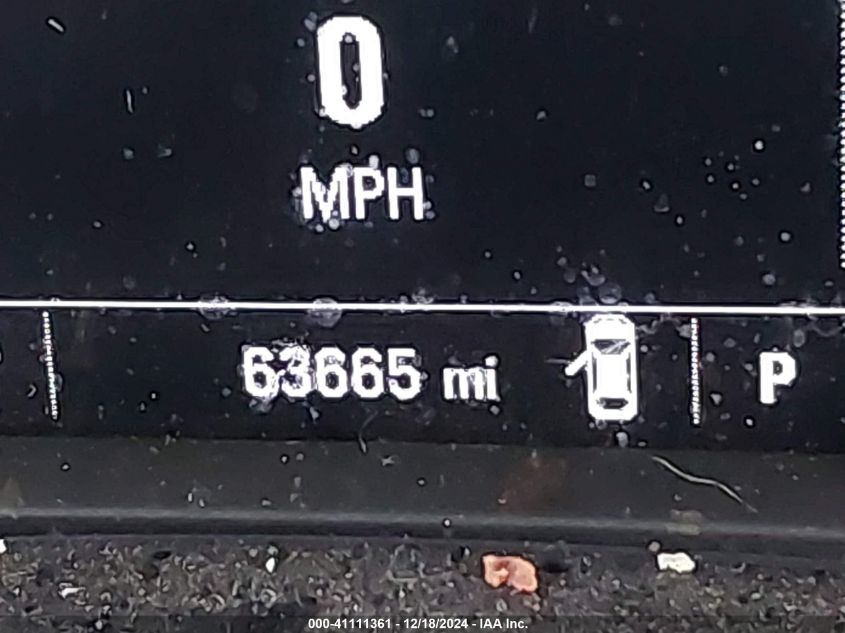 0
MPH
63665 mi P
000-41111361 - 12/18/2024 - IAA Inc.